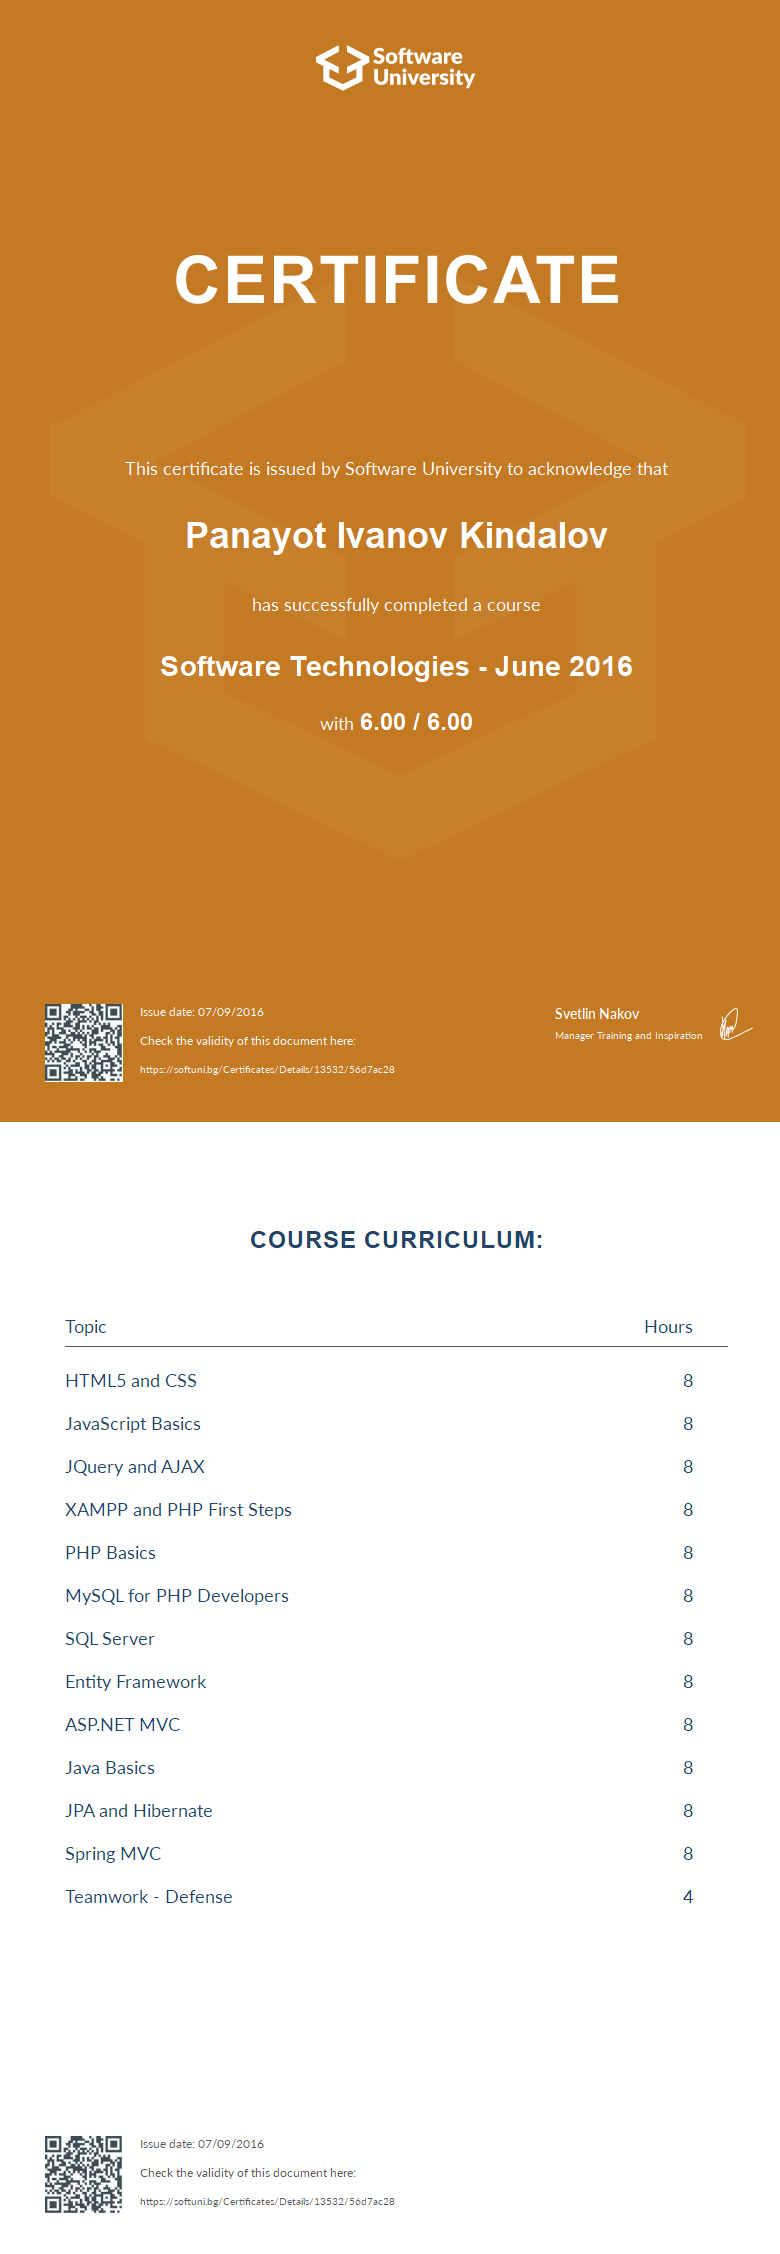 Software
University
CERTIFICATE
This certificate is issued by Software University to acknowledge that
Panayot Ivanov Kindalov
has successfully completed a course
Software Technologies - June 2016
with 6.00 / 6.00
Issue date: 07/09/2016
Check the validity of this document here:
https://softuni.bg/Certificates/Details/13532/56d7ac28
Svetlin Nakov
Manager Training and Inspiration
COURSE CURRICULUM:
Topic Hours
HTML5 and CSS 8
JavaScript Basics 8
JQuery and AJAX 8
XAMPP and PHP First Steps 8
PHP Basics 8
MySQL for PHP Developers 8
SQL Server 8
Entity Framework 8
ASP.NET MVC 8
Java Basics 8
JPA and Hibernate 8
Spring MVC 8
Teamwork - Defense 4
Issue date: 07/09/2016
Check the validity of this document here:
https://softuni.bg/Certificates/Details/13532/56d7ac28